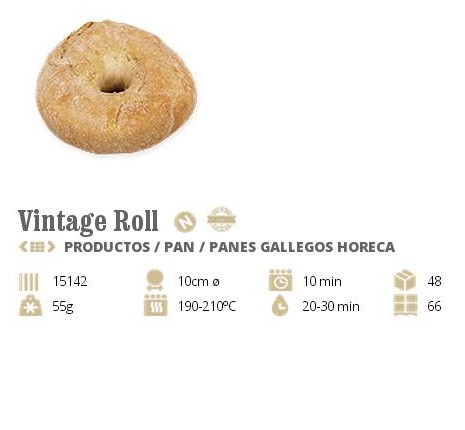 Vintage Roll
PRODUCTOS / PAN / PANES GALLEGOS HORECA
15142 10cm ø 10 min 48
55g 190-210ºC 20-30 min 66